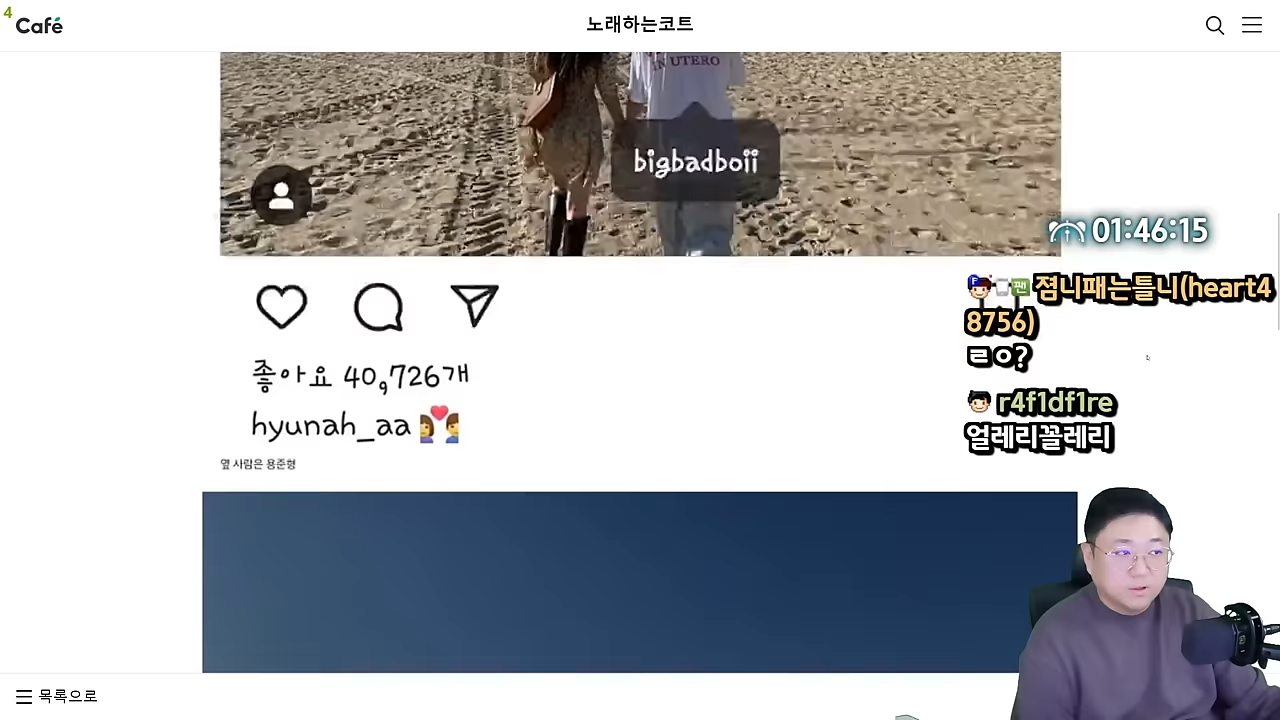 4
Café
노래하는코트
IN UTERO
bigbadboii
01:46:15
졈니패는틀니(heart4
8756)
ㄹㅇ?
r4f1df1re
얼레리꼴레리
좋아요 40,726개
hyunah_aa
옆 사람은 용준형
목록으로